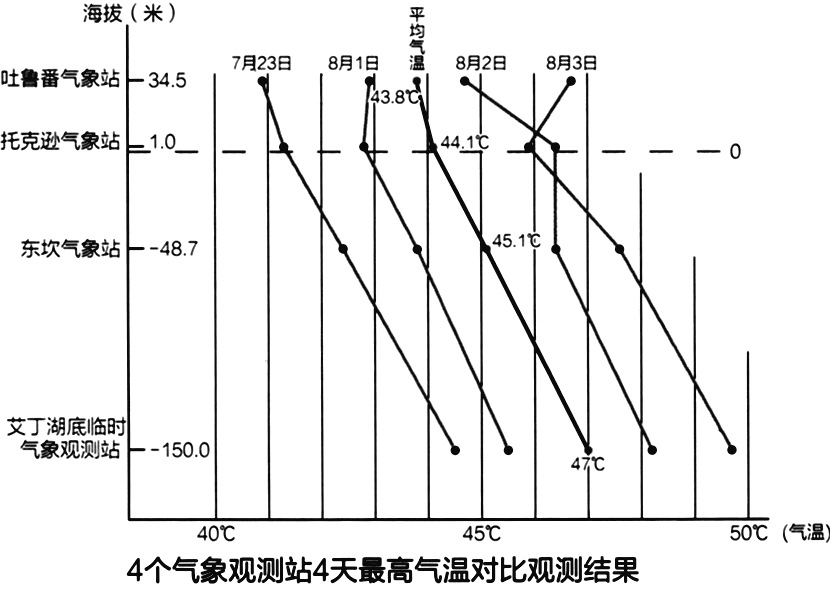 海拔（米）
平均气温
7月23日
8月1日
8月2日
8月3日
吐鲁番气象站
34.5
43.8℃
托克逊气象站
1.0
44.1℃
0
东坎气象站
-48.7
45.1℃
艾丁湖底临时
气象观测站
-150.0
47℃
40℃
45℃
50℃
(气温)
4个气象观测站4天最高气温对比观测结果